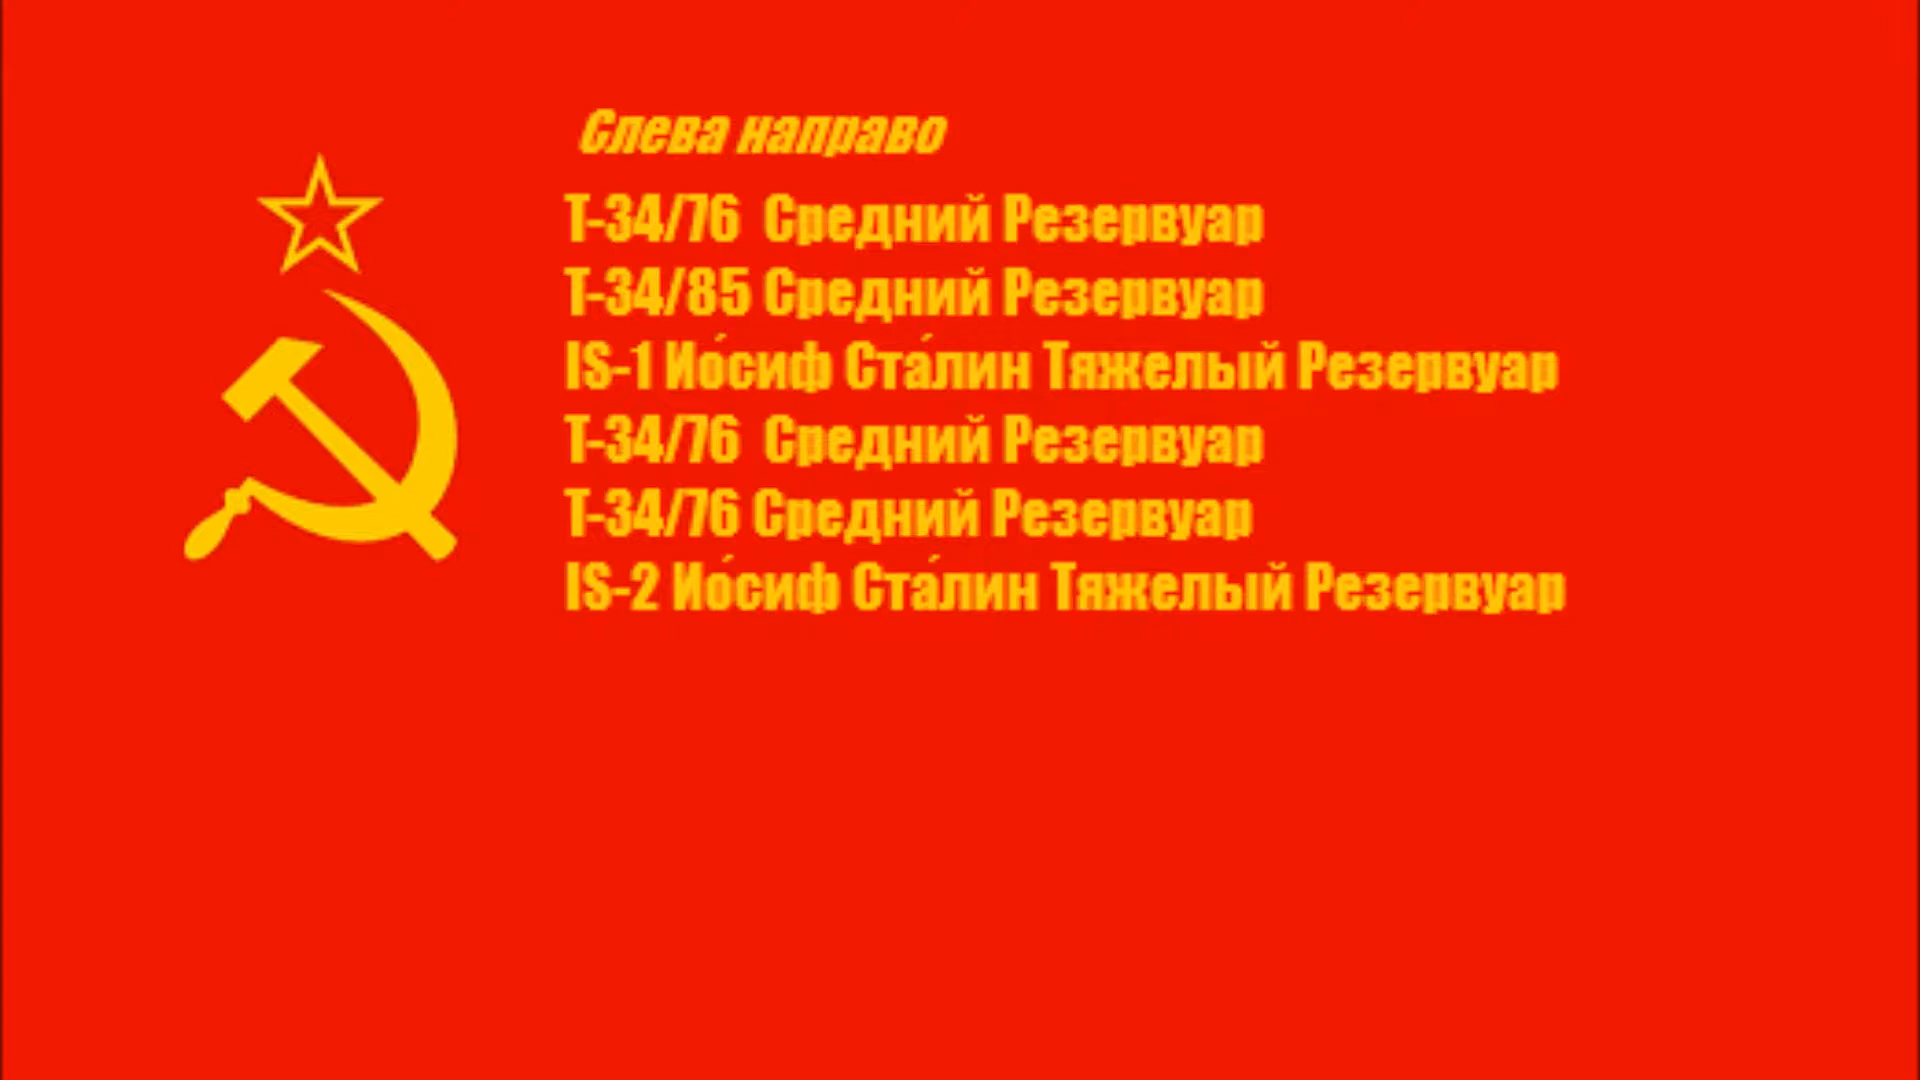 Слева направо
Т-34/76 Средний Резервуар
Т-34/85 Средний Резервуар
IS-1 Ио́сиф Ста́лин Тяжелый Резервуар
Т-34/76 Средний Резервуар
Т-34/76 Средний Резервуар
IS-2 Ио́сиф Ста́лин Тяжелый Резервуар